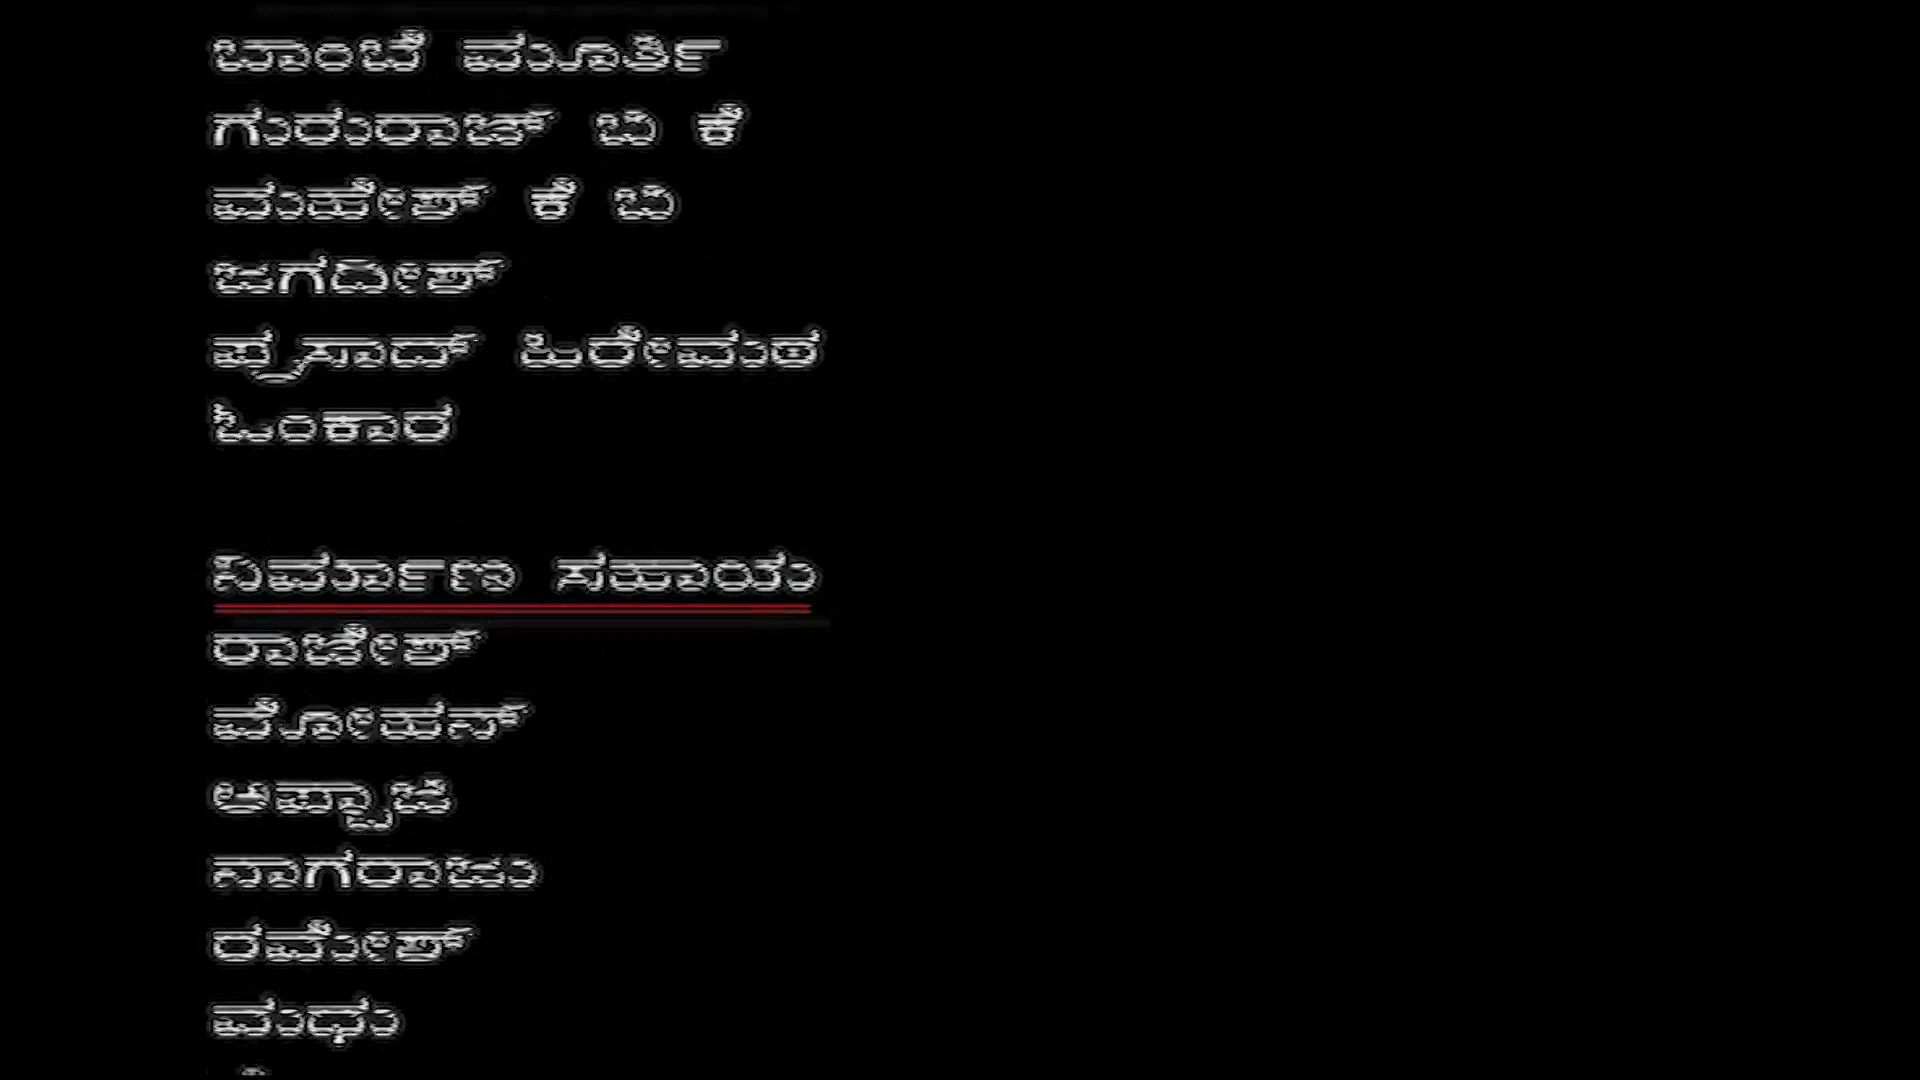 ಬಾಂಬೆ ಮೂರ್ತಿ
ಗುರುರಾಜ್ ಬಿ ಕೆ
ಮಹೇಶ್ ಕೆ ಬಿ
ಜಗದೀಶ್
ಪ್ರಸಾದ್ ಹಿರೇಮಠ
ಓಂಕಾರ
ನಿರ್ಮಾಣ ಸಹಾಯ
ರಾಜೇಶ್
ಮೋಹನ್
ಅಪ್ಪಾಜಿ
ನಾಗರಾಜು
ರಮೇಶ್
ಮಧು